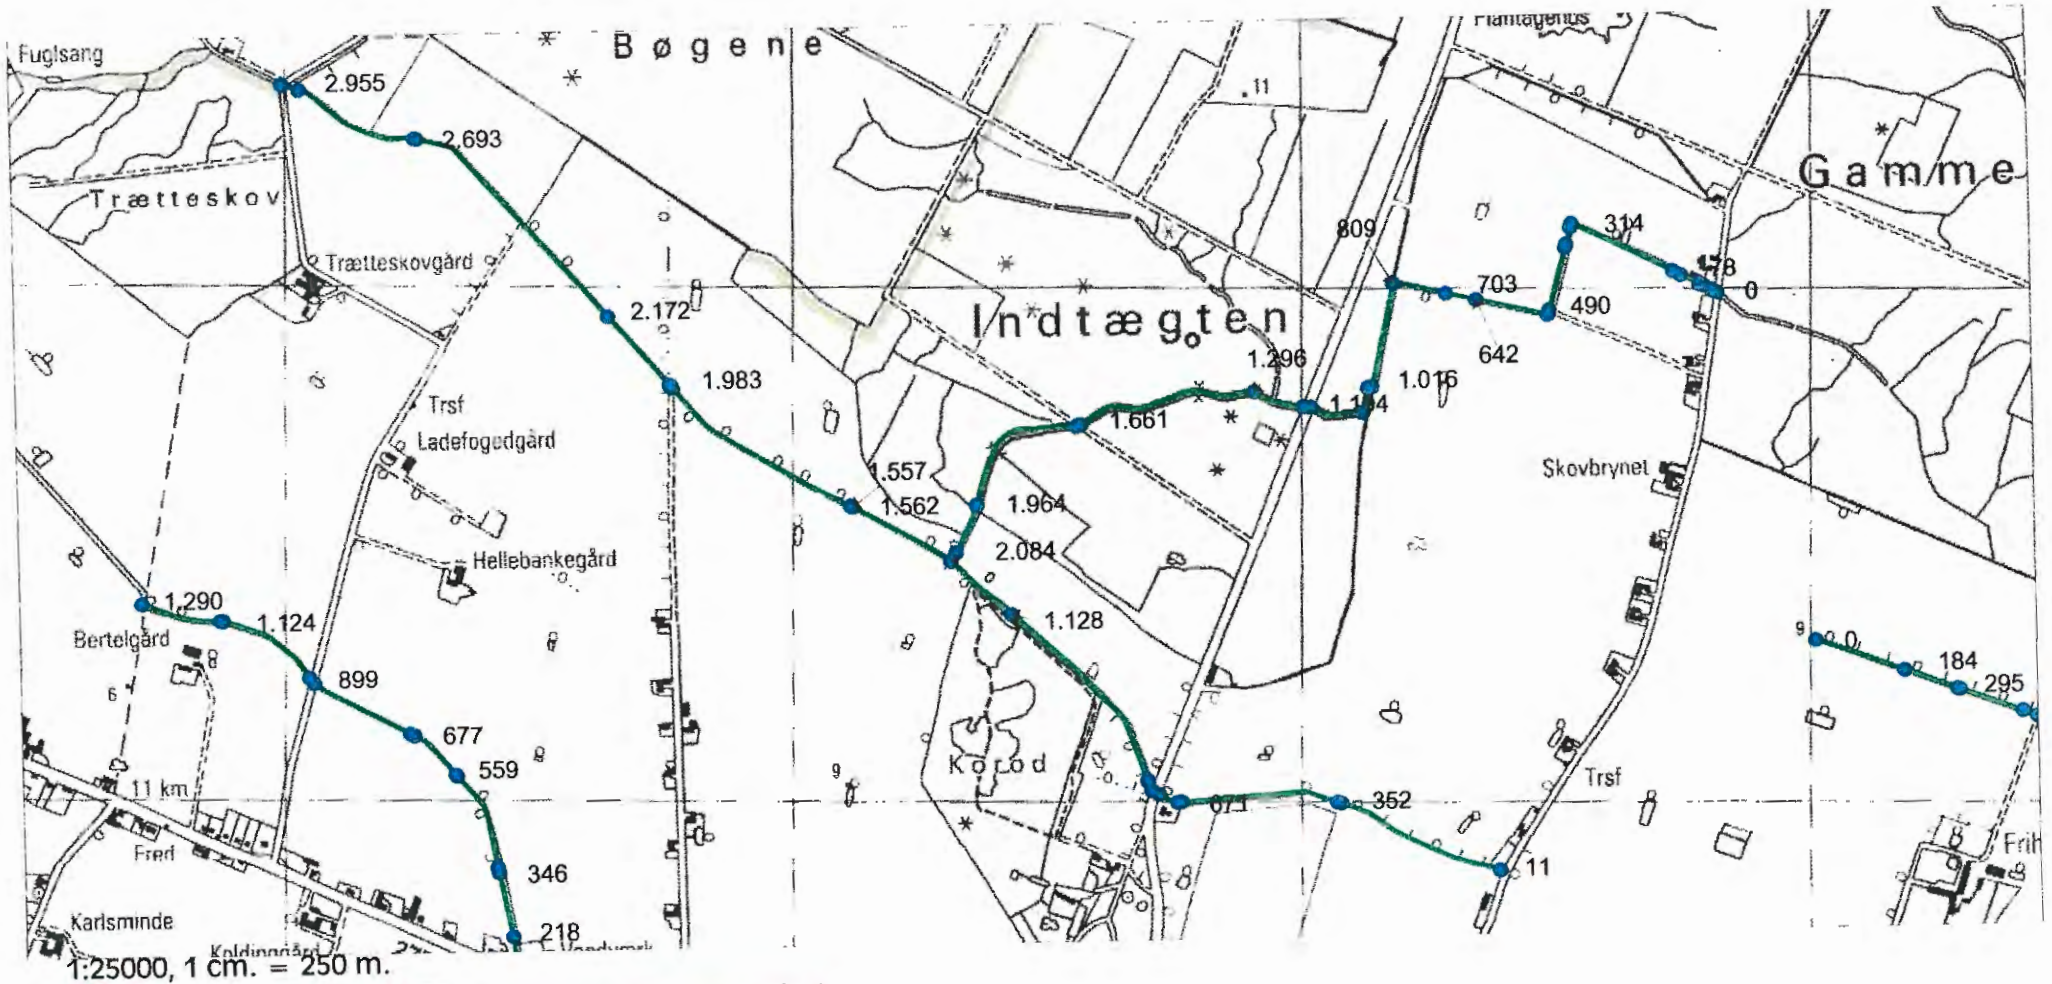 Fuglsang
Bøgene
Plantagehus
2.955
11
2.693
Gamme
Trætteskov
314
809
78
0
Trætteskovgård
703
490
2.172
Indtægten
642
1.296
1.983
1.016
Trsf
1.194
1.661
Ladefogedgård
1.557
Skovbrynet
1.562
1.964
2.084
Hellebankegård
1.290
1.124
1.128
Bertelgård
9
0
184
899
295
6
677
559
Korod
9
Trsf
11 km
671
352
Fred
346
11
Frih
Karlsminde
218
Koldinggård
1:25000, 1 cm. = 250 m.